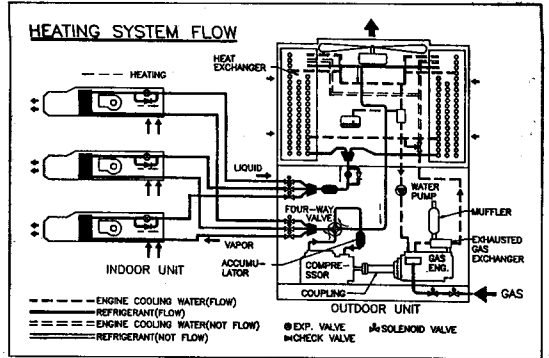 HEATING SYSTEM FLOW
HEAT
EXCHANGER
HEATING
LIQUID
FOUR-WAY
VALVE
WATER
PUMP
MUFFLER
VAPOR
EXHAUSTED
GAS
EXCHANGER
INDOOR UNIT
ACCUMU-
LATOR
COMPRE-
SSOR
GAS
ENG.
COUPLING
GAS
OUTDOOR UNIT
ENGINE COOLING WATER(FLOW)
REFRIGERANT(FLOW)
ENGINE COOLING WATER(NOT FLOW)
REFRIGERANT(NOT FLOW)
EXP. VALVE
SOLENOID VALVE
CHECK VALVE